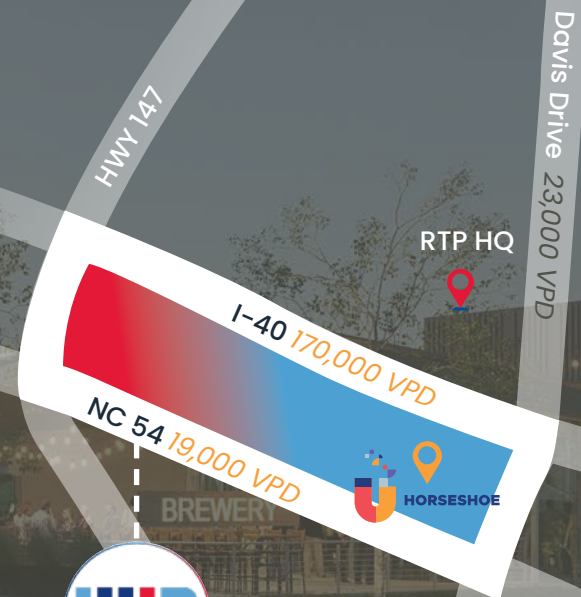 HWY 147
Davis Drive 23,000 VPD
RTP HQ
I-40 170,000 VPD
NC 54 19,000 VPD
HORSESHOE
BREWERY